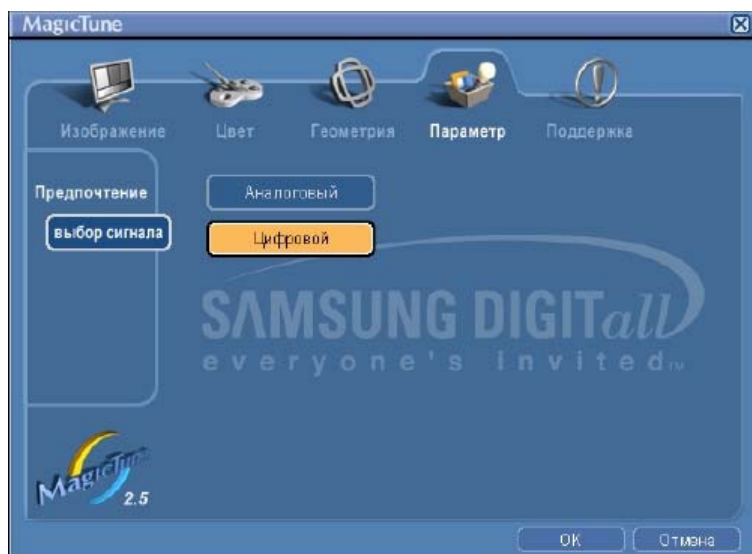 MagicTune
Изображение Цвет Геометрия Параметр Поддержка
Предпочтение
выбор сигнала
Аналоговый
Цифровой
SAMSUNG DIGITall
everyone's invited™
MagicTune
2.5
OK Отмена